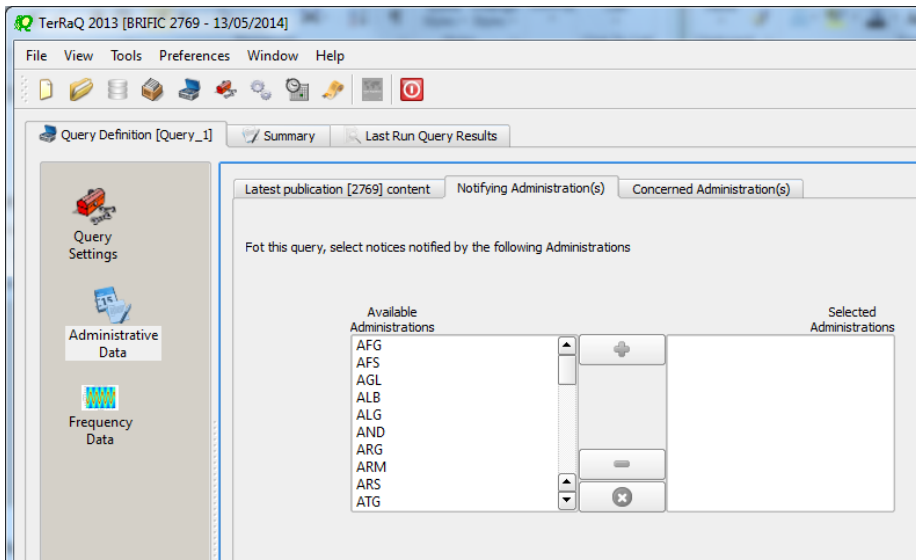 TerRaQ 2013 [BRIFIC 2769 - 13/05/2014]
File View Tools Preferences Window Help
Query Definition [Query_1] Summary Last Run Query Results
Latest publication [2769] content Notifying Administration(s) Concerned Administration(s)
Query
Settings
Fot this query, select notices notified by the following Administrations
15
Administrative
Data
Frequency
Data
Available
Administrations
Selected
Administrations
AFG
AFS
AGL
ALB
ALG
AND
ARG
ARM
ARS
ATG